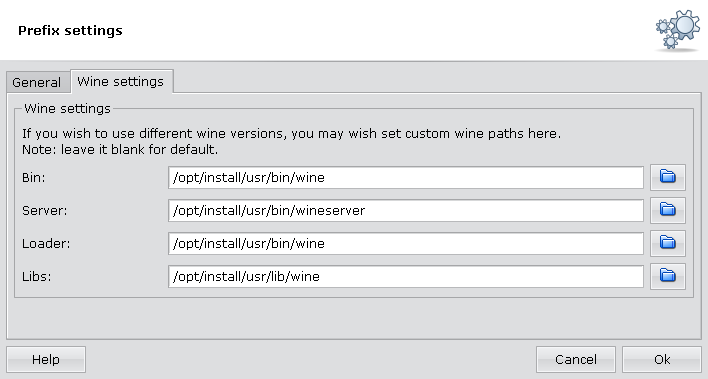 Prefix settings
General
Wine settings
Wine settings
If you wish to use different wine versions, you may wish set custom wine paths here.
Note: leave it blank for default.
Bin: /opt/install/usr/bin/wine
Server: /opt/install/usr/bin/wineserver
Loader: /opt/install/usr/bin/wine
Libs: /opt/install/usr/lib/wine
Help
Cancel
Ok